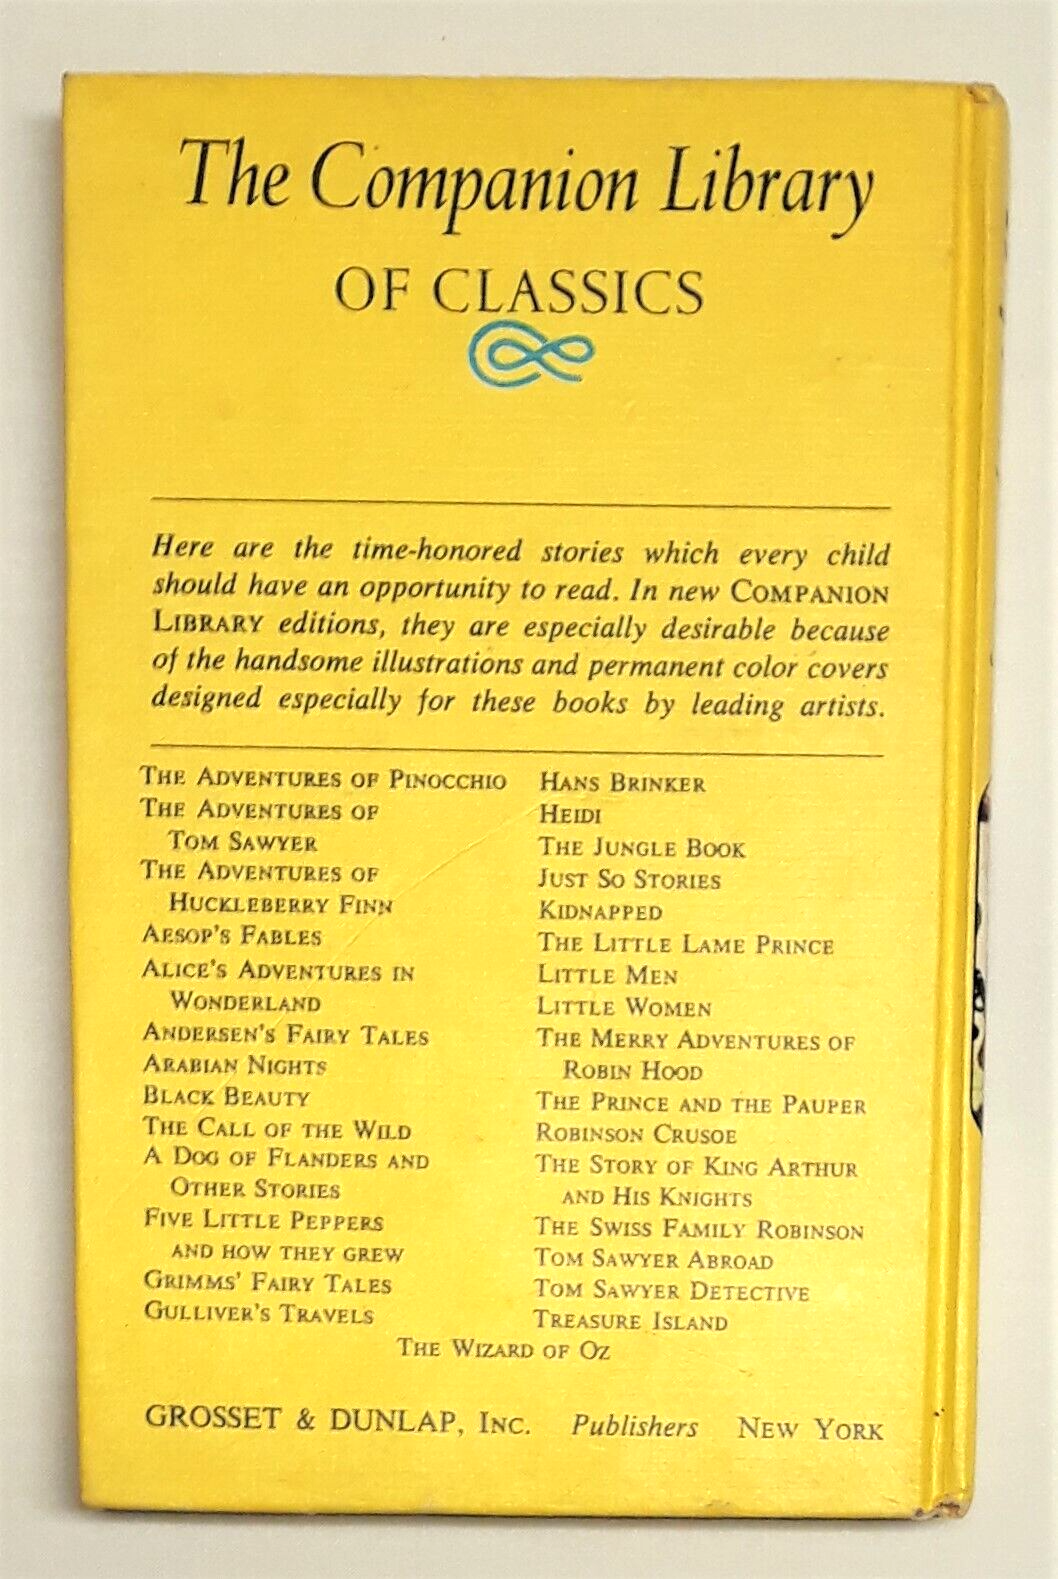 The Companion Library
OF CLASSICS
Here are the time-honored stories which every child
should have an opportunity to read. In new COMPANION
LIBRARY editions, they are especially desirable because
of the handsome illustrations and permanent color covers
designed especially for these books by leading artists.
THE ADVENTURES OF PINOCCHIO
THE ADVENTURES OF
TOM SAWYER
THE ADVENTURES OF
HUCKLEBERRY FINN
AESOP'S FABLES
ALICE'S ADVENTURES IN
WONDERLAND
ANDERSEN'S FAIRY TALES
ARABIAN NIGHTS
BLACK BEAUTY
THE CALL OF THE WILD
A DOG OF FLANDERS AND
OTHER STORIES
FIVE LITTLE PEPPERS
AND HOW THEY GREW
GRIMMS' FAIRY TALES
GULLIVER'S TRAVELS
HANS BRINKER
HEIDI
THE JUNGLE BOOK
JUST SO STORIES
KIDNAPPED
THE LITTLE LAME PRINCE
LITTLE MEN
LITTLE WOMEN
THE MERRY ADVENTURES OF
ROBIN HOOD
THE PRINCE AND THE PAUPER
ROBINSON CRUSOE
THE STORY OF KING ARTHUR
AND HIS KNIGHTS
THE SWISS FAMILY ROBINSON
TOM SAWYER ABROAD
TOM SAWYER DETECTIVE
TREASURE ISLAND
THE WIZARD OF OZ
GROSSET & DUNLAP, INC. Publishers NEW YORK